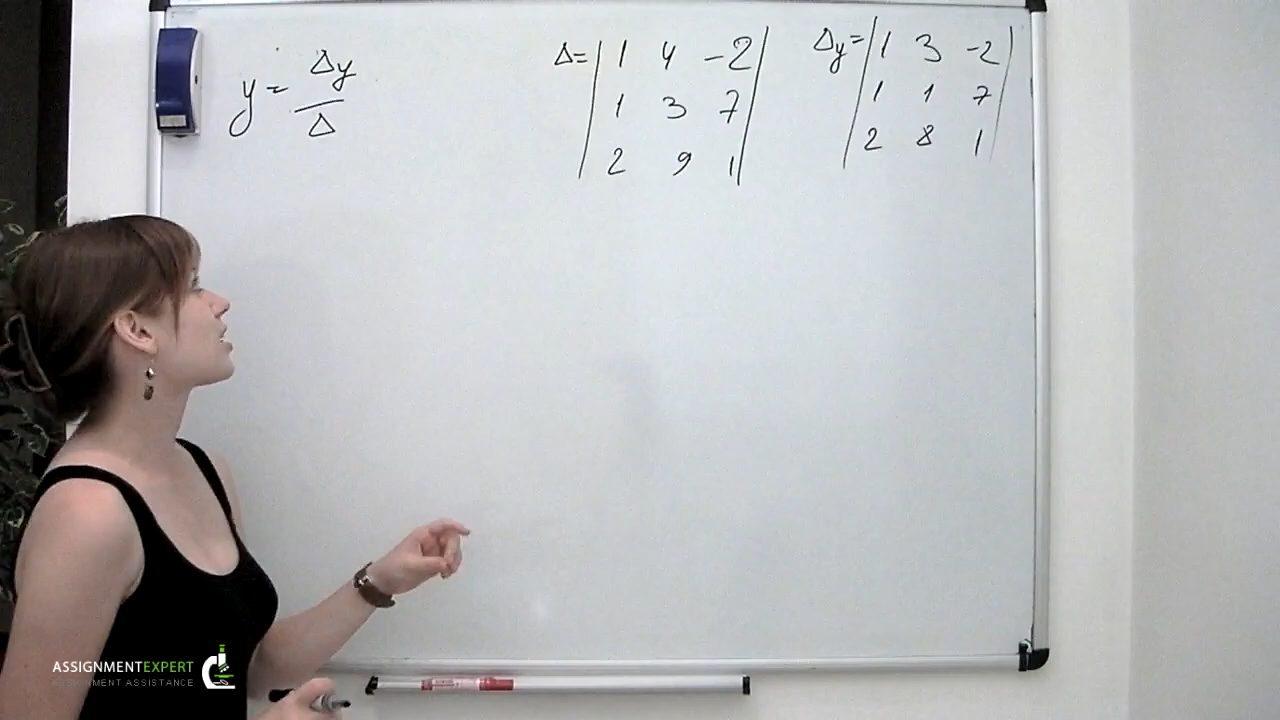 y = Δy / Δ
Δ = | 1 4 -2 |
| 1 3 7 |
| 2 9 1 |
Δy = | 1 3 -2 |
| 1 1 7 |
| 2 8 1 |
ASSIGNMENTEXPERT
ASSIGNMENT ASSISTANCE